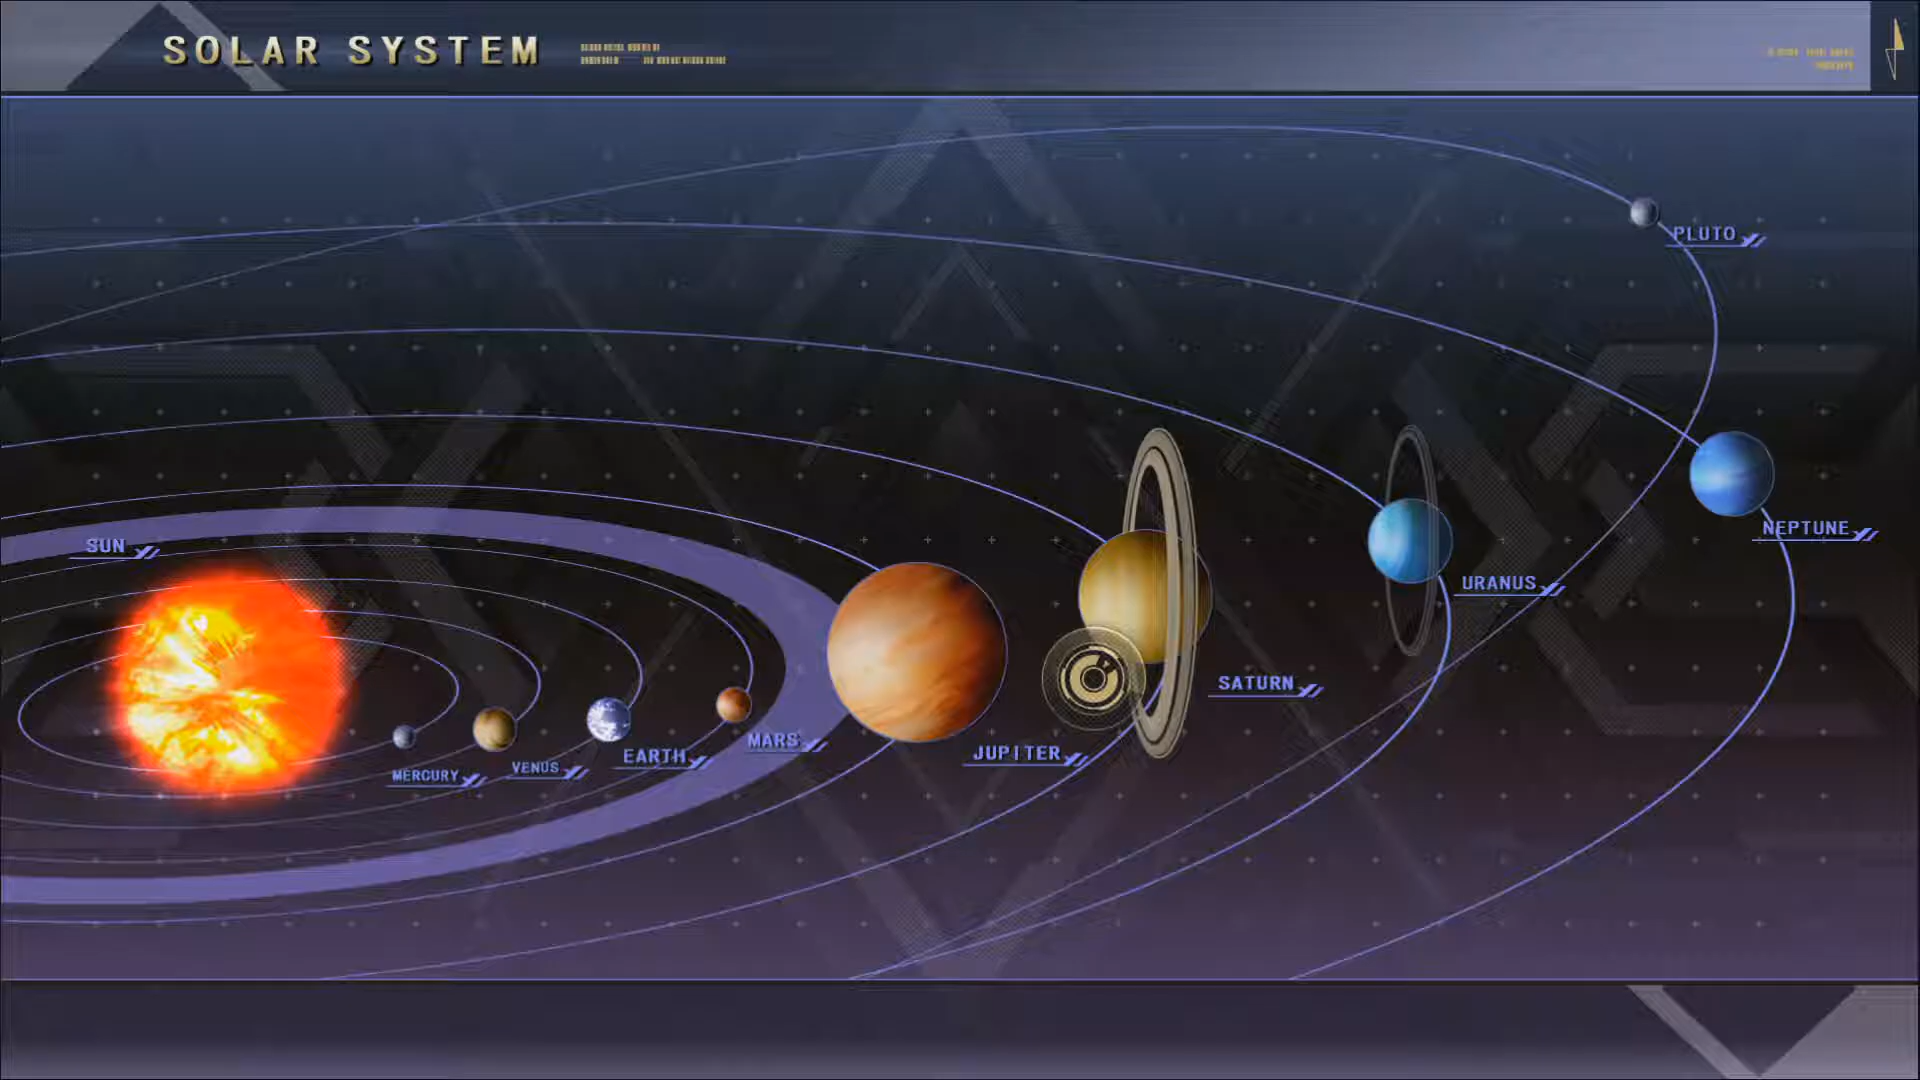 SOLAR SYSTEM
PLUTO
NEPTUNE
SUN
URANUS
SATURN
MARS
JUPITER
EARTH
VENUS
MERCURY